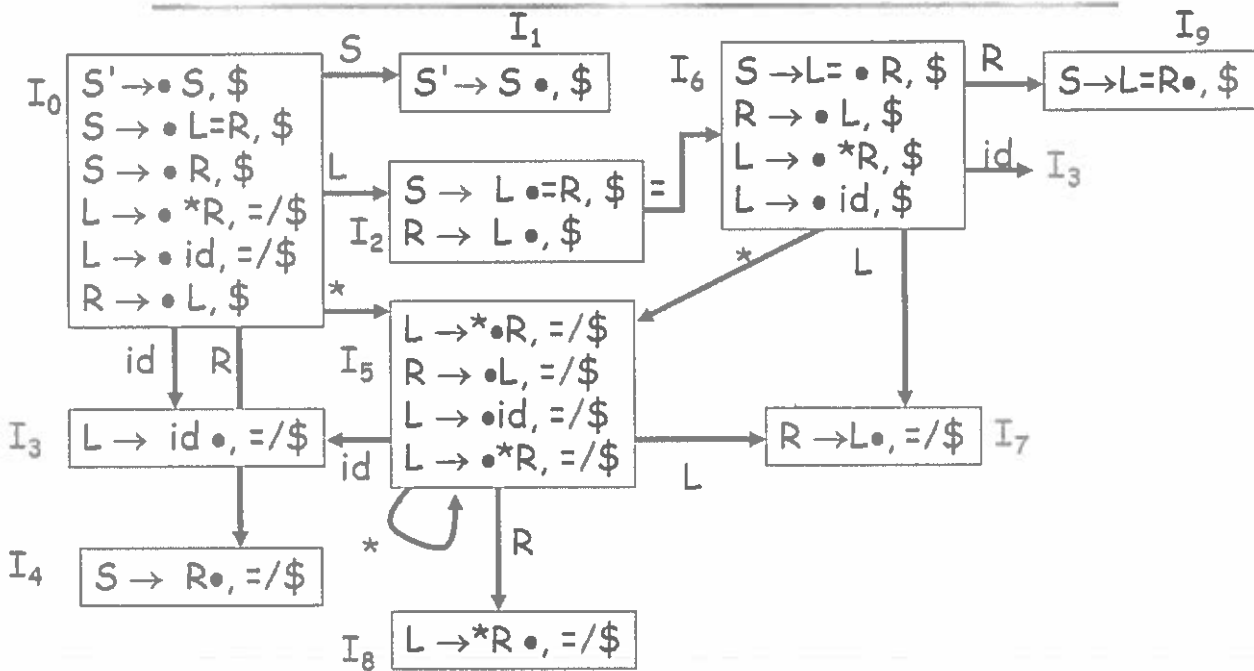 I₀
S' → • S, $
S → • L=R, $
S → • R, $
L → • *R, =/$
L → • id, =/$
R → • L, $
S
I₁
S' → S •, $
L
I₂
S → L •=R, $
R → L •, $
=
I₆
S → L= • R, $
R → • L, $
L → • *R, $
L → • id, $
R
I₉
S → L=R•, $
id
I₃
*
L
*
I₅
L → *•R, =/$
R → •L, =/$
L → •id, =/$
L → •*R, =/$
id
R
I₃
L → id •, =/$
id
L
R → L•, =/$
I₇
*
R
I₄
S → R•, =/$
I₈
L → *R •, =/$